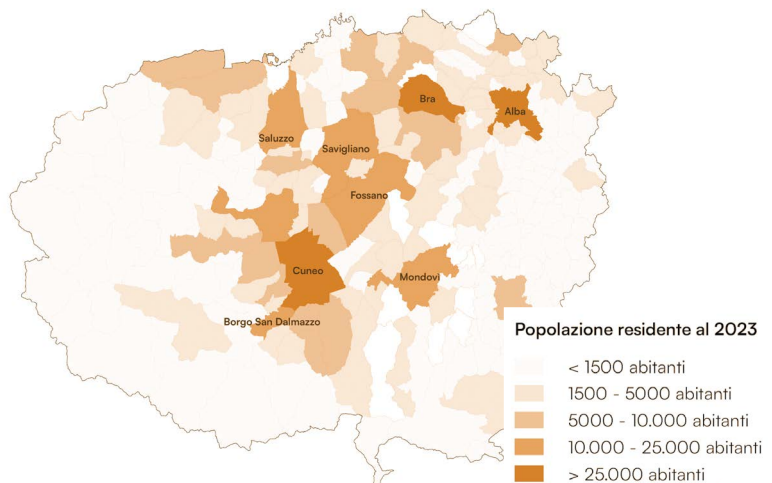 Bra
Alba
Saluzzo
Savigliano
Fossano
Cuneo
Mondovì
Borgo San Dalmazzo
Popolazione residente al 2023
< 1500 abitanti
1500 - 5000 abitanti
5000 - 10.000 abitanti
10.000 - 25.000 abitanti
> 25.000 abitanti